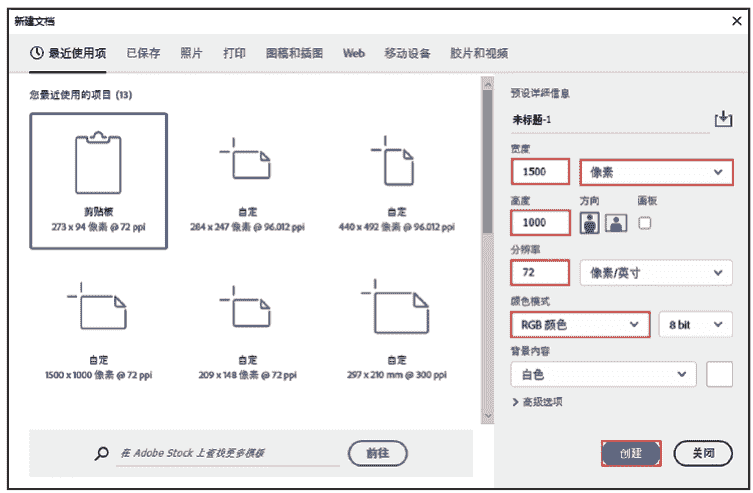 新建文档
最近使用项 已保存 照片 打印 图稿和插图 Web 移动设备 胶片和视频
您最近使用的项目 (13)
剪贴板
273 x 94 像素 @ 72 ppi
自定
284 x 247 像素 @ 96.012 ppi
自定
440 x 492 像素 @ 96.012 ppi
自定
1500 x 1000 像素 @ 72 ppi
自定
209 x 148 像素 @ 72 ppi
自定
297 x 210 mm @ 300 ppi
在 Adobe Stock 上查找更多模板
前往
预设详细信息
未标题-1
宽度
1500 像素
高度 方向 画板
1000
分辨率
72 像素/英寸
颜色模式
RGB 颜色 8 bit
背景内容
白色
高级选项
创建 关闭